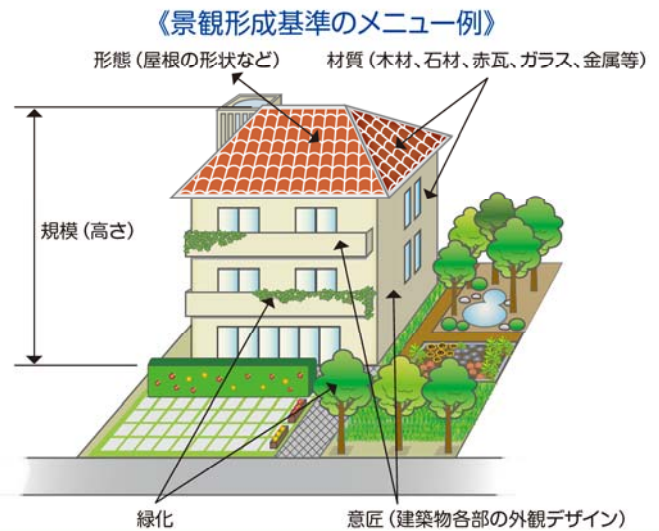 《景観形成基準のメニュー例》
形態（屋根の形状など）
材質（木材、石材、赤瓦、ガラス、金属等）
規模（高さ）
緑化
意匠（建築物各部の外観デザイン）